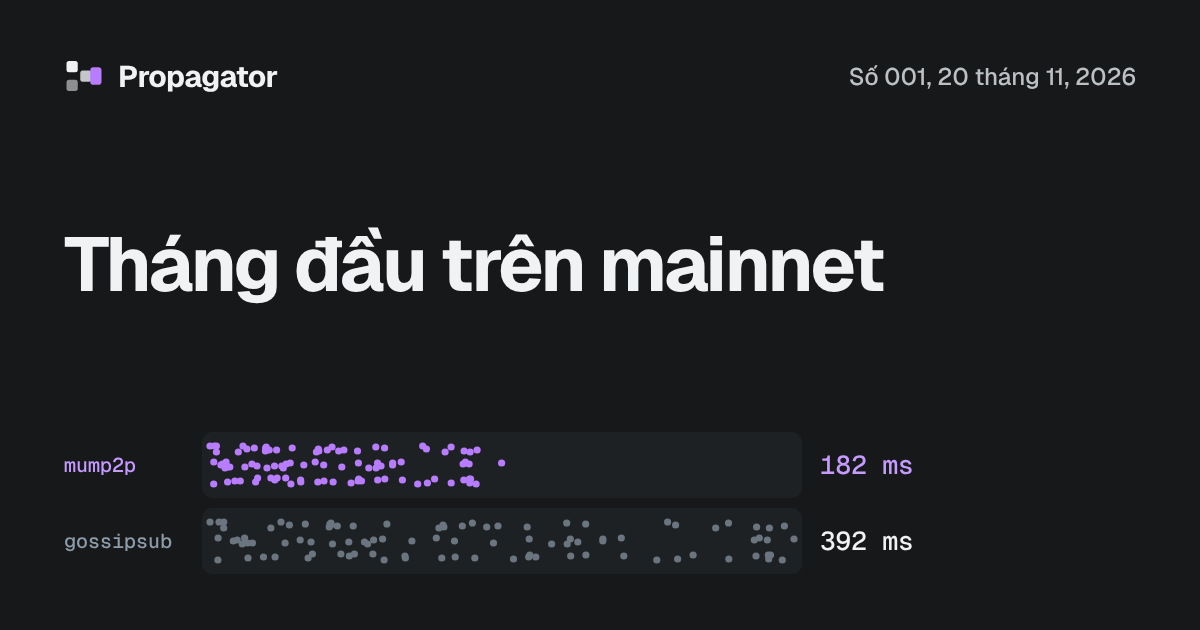 Propagator
Số 001, 20 tháng 11, 2026
Tháng đầu trên mainnet
mump2p
182 ms
gossipsub
392 ms